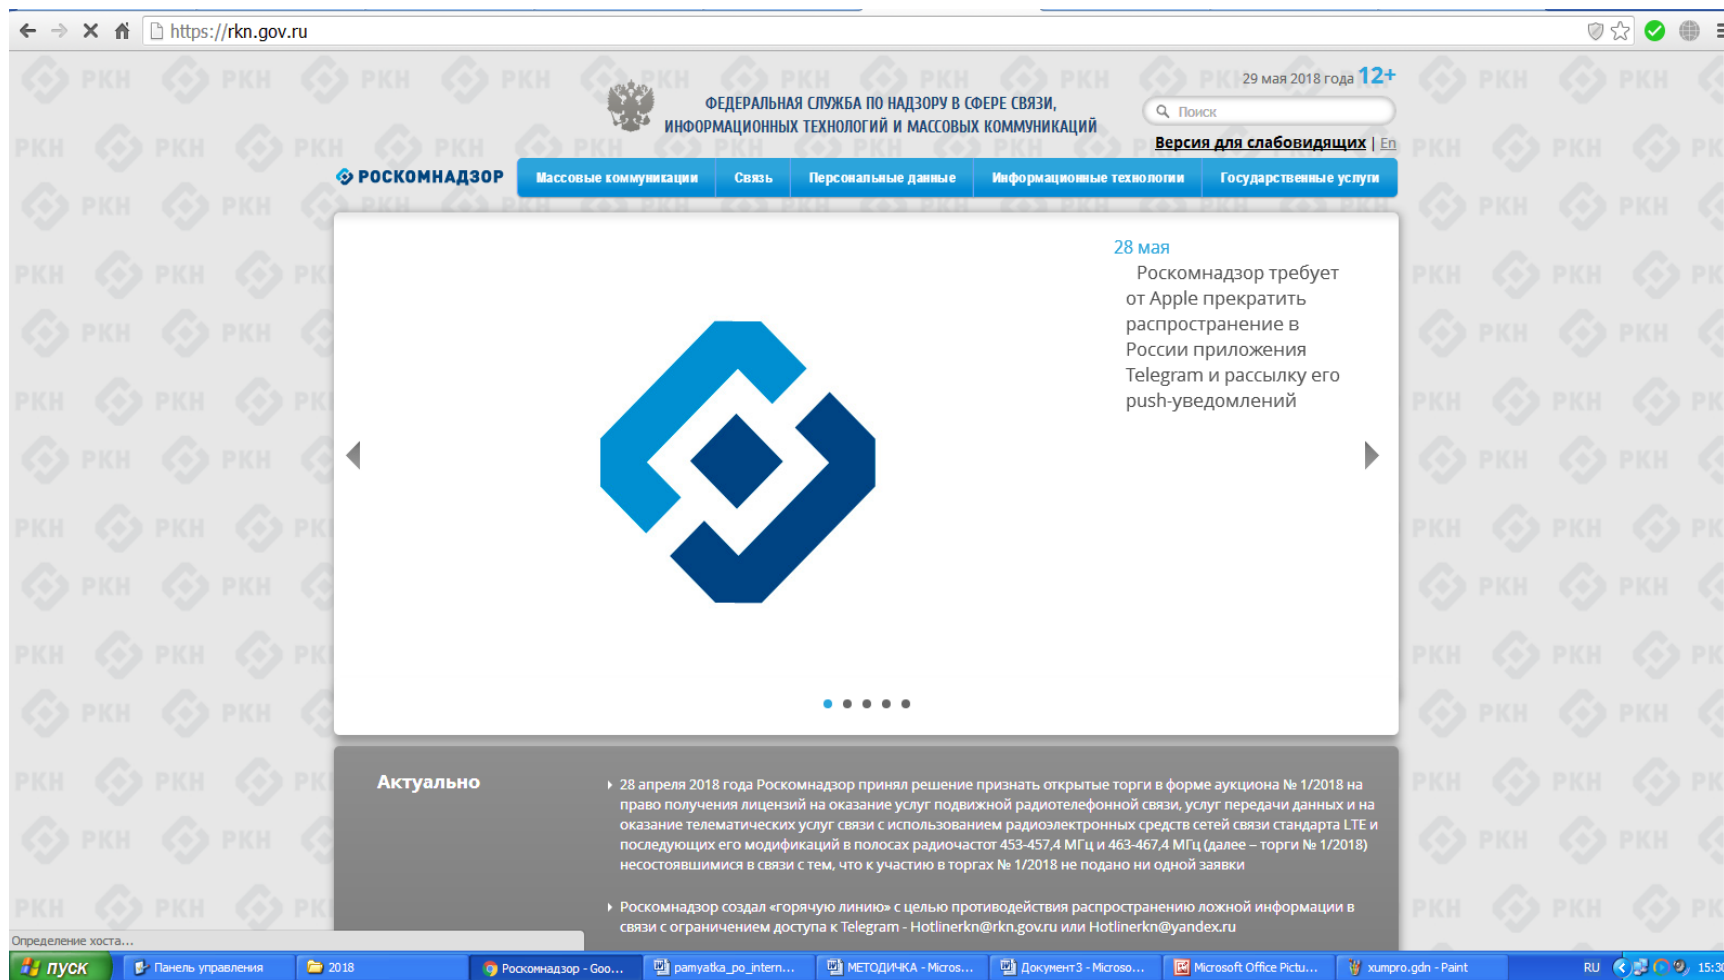 https://rkn.gov.ru
29 мая 2018 года 12+
ФЕДЕРАЛЬНАЯ СЛУЖБА ПО НАДЗОРУ В СФЕРЕ СВЯЗИ,
ИНФОРМАЦИОННЫХ ТЕХНОЛОГИЙ И МАССОВЫХ КОММУНИКАЦИЙ
Поиск
Версия для слабовидящих | En
РОСКОМНАДЗОР
Массовые коммуникации
Связь
Персональные данные
Информационные технологии
Государственные услуги
28 мая
Роскомнадзор требует
от Apple прекратить
распространение в
России приложения
Telegram и рассылку его
push-уведомлений
Актуально
28 апреля 2018 года Роскомнадзор принял решение признать открытые торги в форме аукциона № 1/2018 на
право получения лицензий на оказание услуг подвижной радиотелефонной связи, услуг передачи данных и на
оказание телематических услуг связи с использованием радиоэлектронных средств сетей связи стандарта LTE и
последующих его модификаций в полосах радиочастот 453-457,4 МГц и 463-467,4 МГц (далее – торги № 1/2018)
несостоявшимися в связи с тем, что к участию в торгах № 1/2018 не подано ни одной заявки
Роскомнадзор создал «горячую линию» с целью противодействия распространению ложной информации в
связи с ограничением доступа к Telegram - Hotlinerkn@rkn.gov.ru или Hotlinerkn@yandex.ru
Определение хоста...
пуск
Панель управления
2018
Роскомнадзор - Goo...
pamyatka_po_intern...
МЕТОДИЧКА - Micros...
Документ3 - Microso...
Microsoft Office Pictu...
xumpro.gdn - Paint
RU